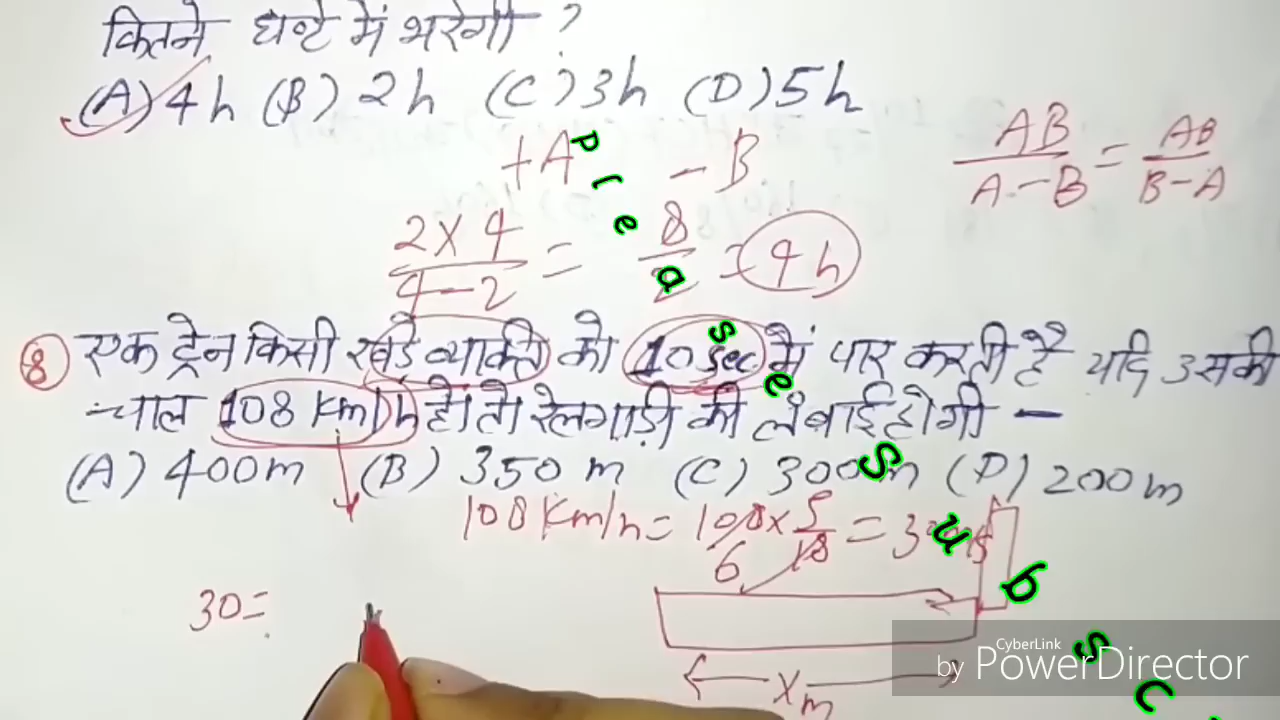 कितने घण्टे में भरेगी ?
(A) 4h (B) 2h (C) 3h (D) 5h
+A - B
AB / A-B = AB / B-A
2×4 / 4-2 = 8 / 2 = 4h
8 एक ट्रेन किसी खड़े व्यक्ति को 10 sec में पार करती है यदि उसकी
चाल 108 Km/h हो तो रेलगाड़ी की लंबाई होगी —
(A) 400m (B) 350 m (C) 300m (D) 200m
108 Km/h = 108 × 5/18 = 30 m/s
6
30 =
X m
Please Subsc
CyberLink
by PowerDirector